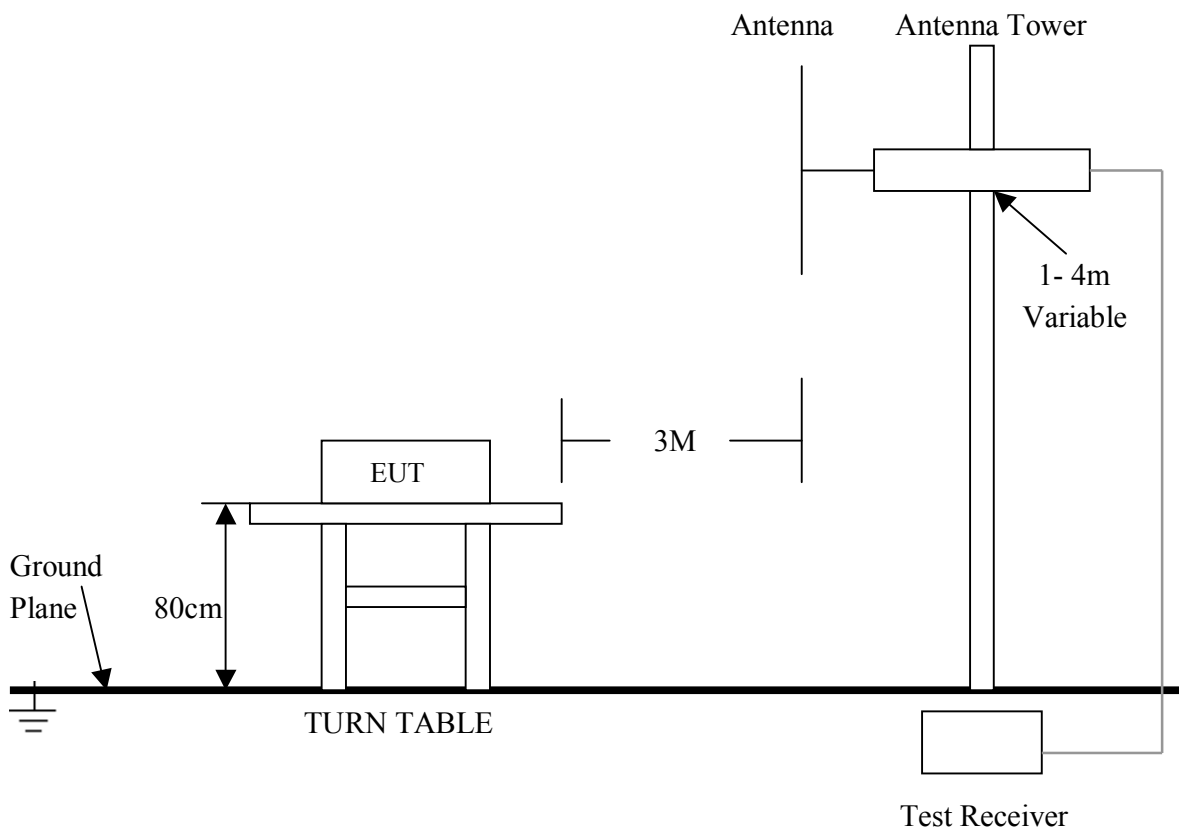 Antenna
Antenna Tower
1- 4m
Variable
3M
EUT
Ground
Plane
80cm
TURN TABLE
Test Receiver